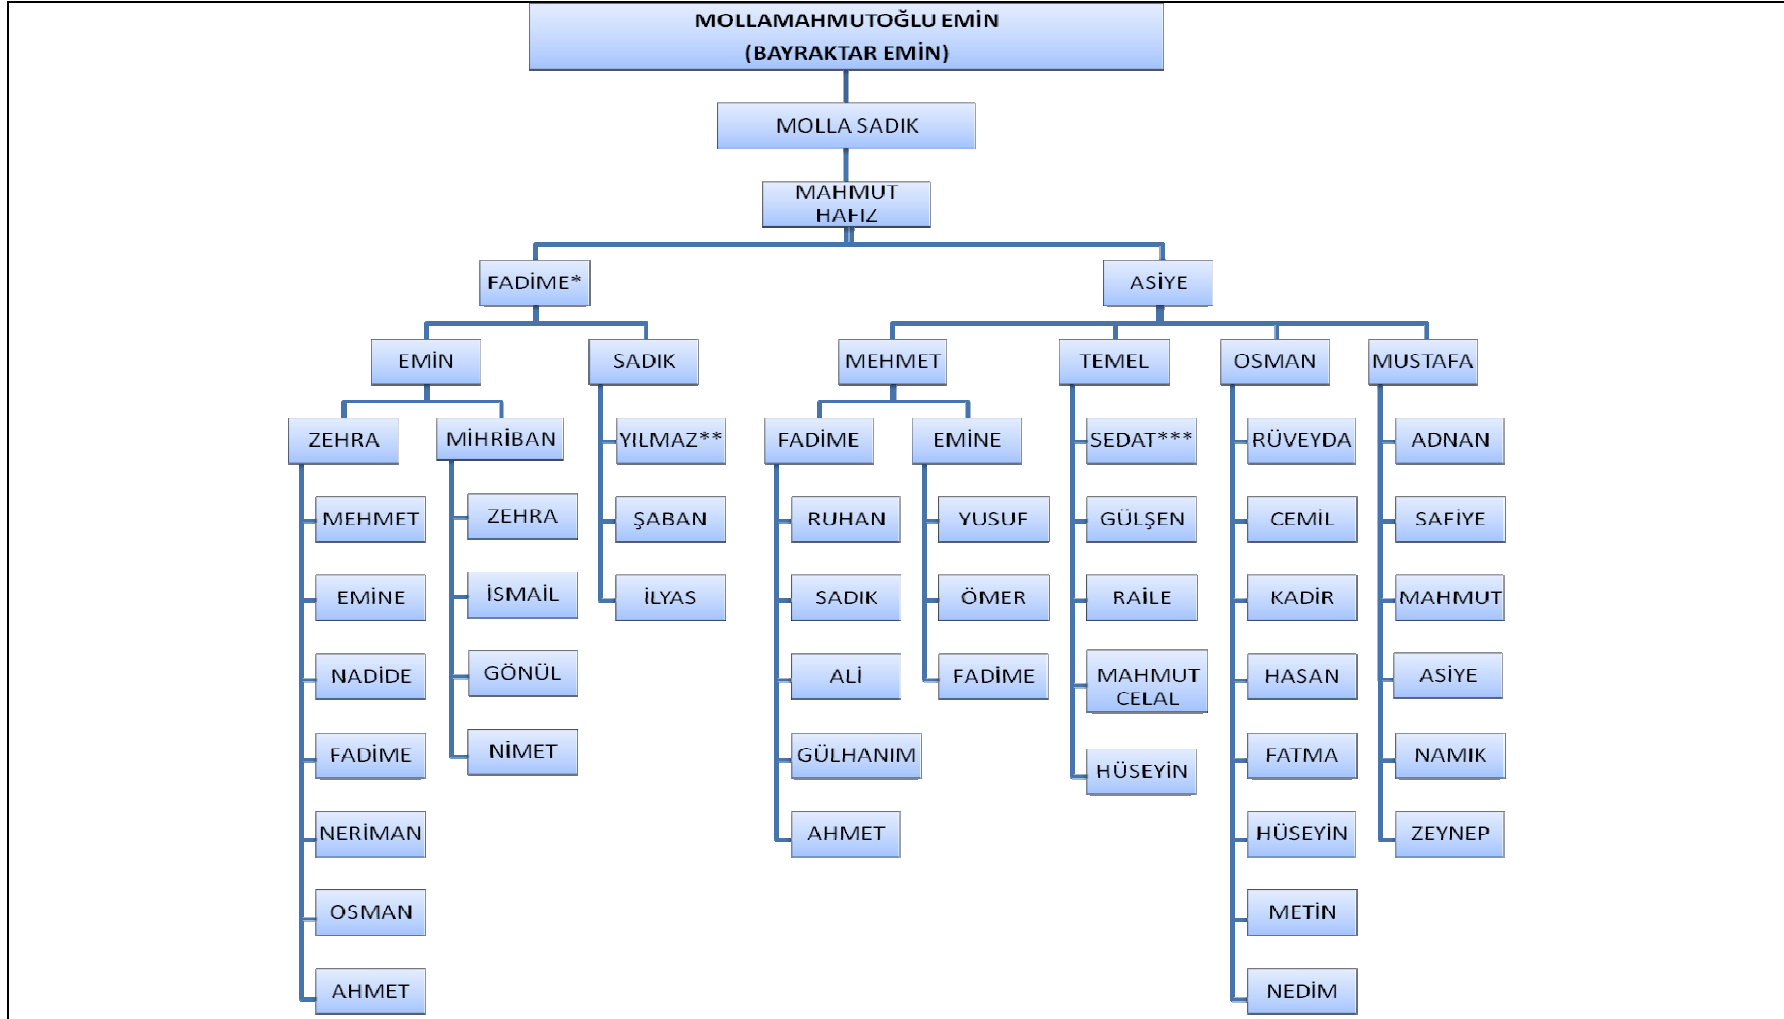 MOLLAMAHMUTOĞLU EMİN
(BAYRAKTAR EMİN)
MOLLA SADIK
MAHMUT
HAFIZ
FADİME*
ASİYE
EMİN
SADIK
MEHMET
TEMEL
OSMAN
MUSTAFA
ZEHRA
MİHRİBAN
YILMAZ**
FADİME
EMİNE
SEDAT***
RÜVEYDA
ADNAN
MEHMET
ZEHRA
ŞABAN
RUHAN
YUSUF
GÜLŞEN
CEMİL
SAFİYE
EMİNE
İSMAİL
İLYAS
SADIK
ÖMER
RAİLE
KADİR
MAHMUT
NADİDE
GÖNÜL
ALİ
FADİME
MAHMUT
CELAL
HASAN
ASİYE
FADİME
NİMET
GÜLHANIM
HÜSEYİN
FATMA
NAMIK
NERİMAN
AHMET
HÜSEYİN
ZEYNEP
OSMAN
METİN
AHMET
NEDİM